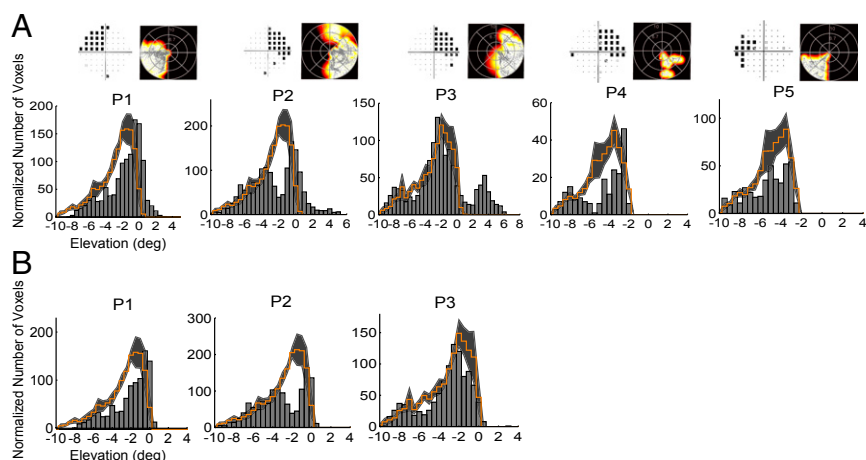 A
P1 P2 P3 P4 P5
Normalized Number of Voxels
200 150 100 50 0
200 100 0
150 100 50 0
60 40 20 0
100 50 0
-10 -8 -6 -4 -2 0 2 4
-10 -8 -6 -4 -2 0 2 4 6
-10 -8 -6 -4 -2 0 2 4 6 8
-10 -8 -6 -4 -2 0 2 4
-10 -8 -6 -4 -2 0 2 4
Elevation (deg)
B
P1 P2 P3
Normalized Number of Voxels
200 100 0
300 200 100 0
150 100 50 0
-10 -8 -6 -4 -2 0 2 4
-10 -8 -6 -4 -2 0 2 4
-10 -8 -6 -4 -2 0 2 4
Elevation (deg)